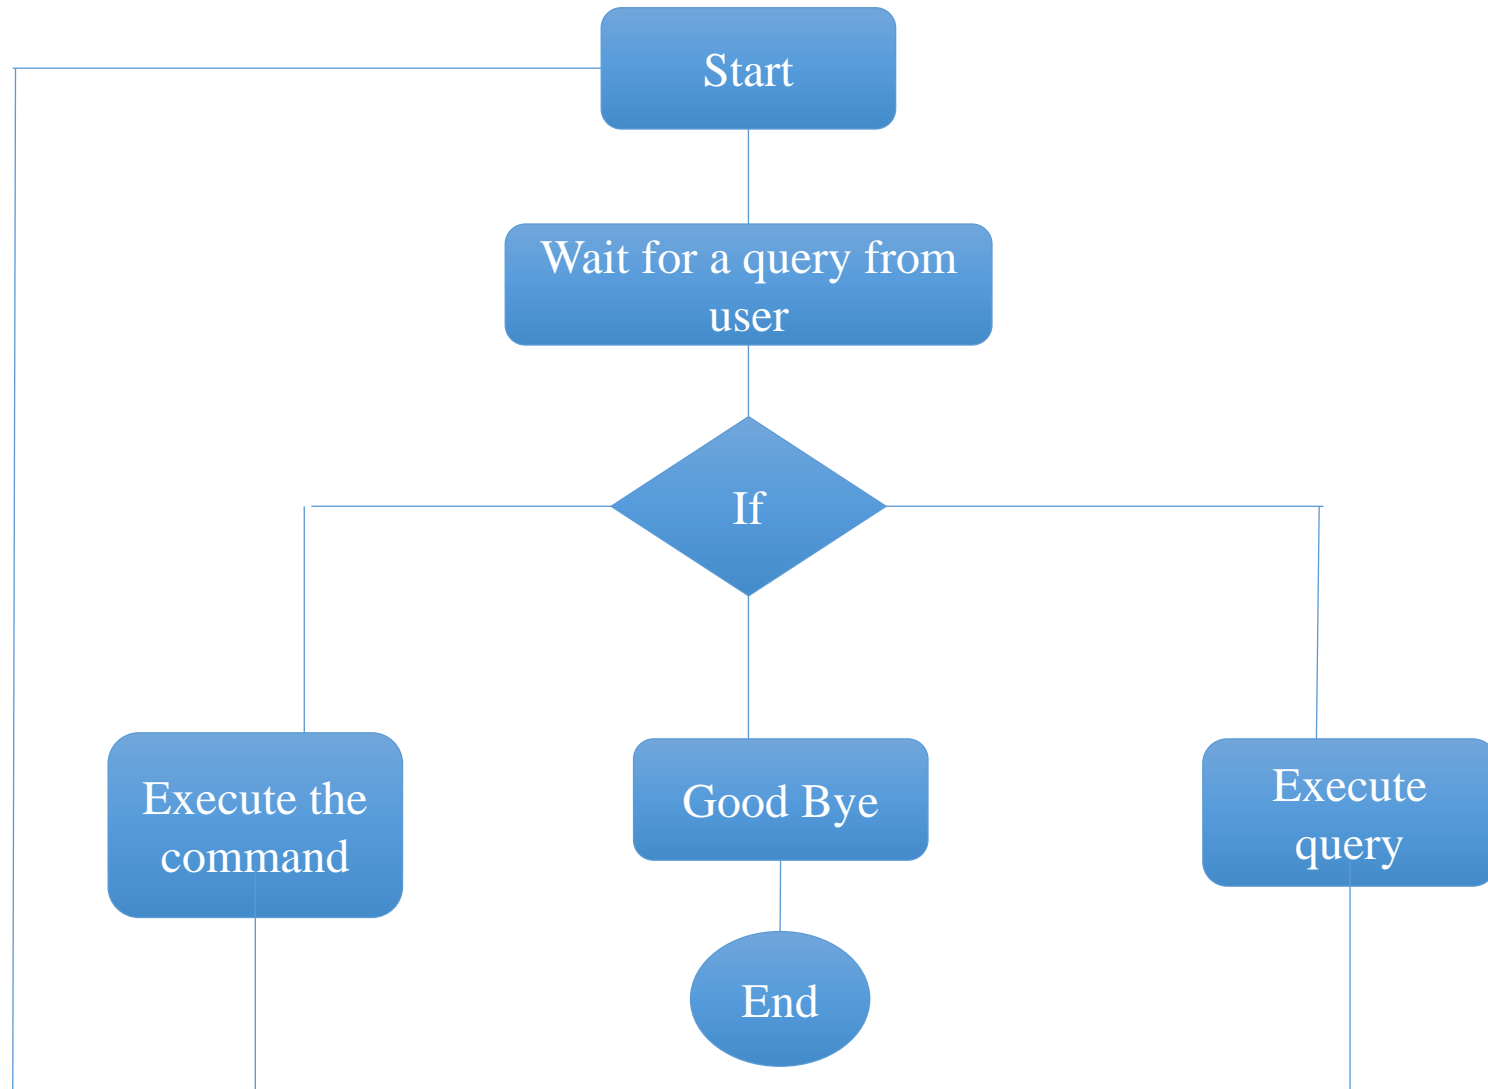 Start
Wait for a query from
user
If
Execute the
command
Good Bye
Execute
query
End